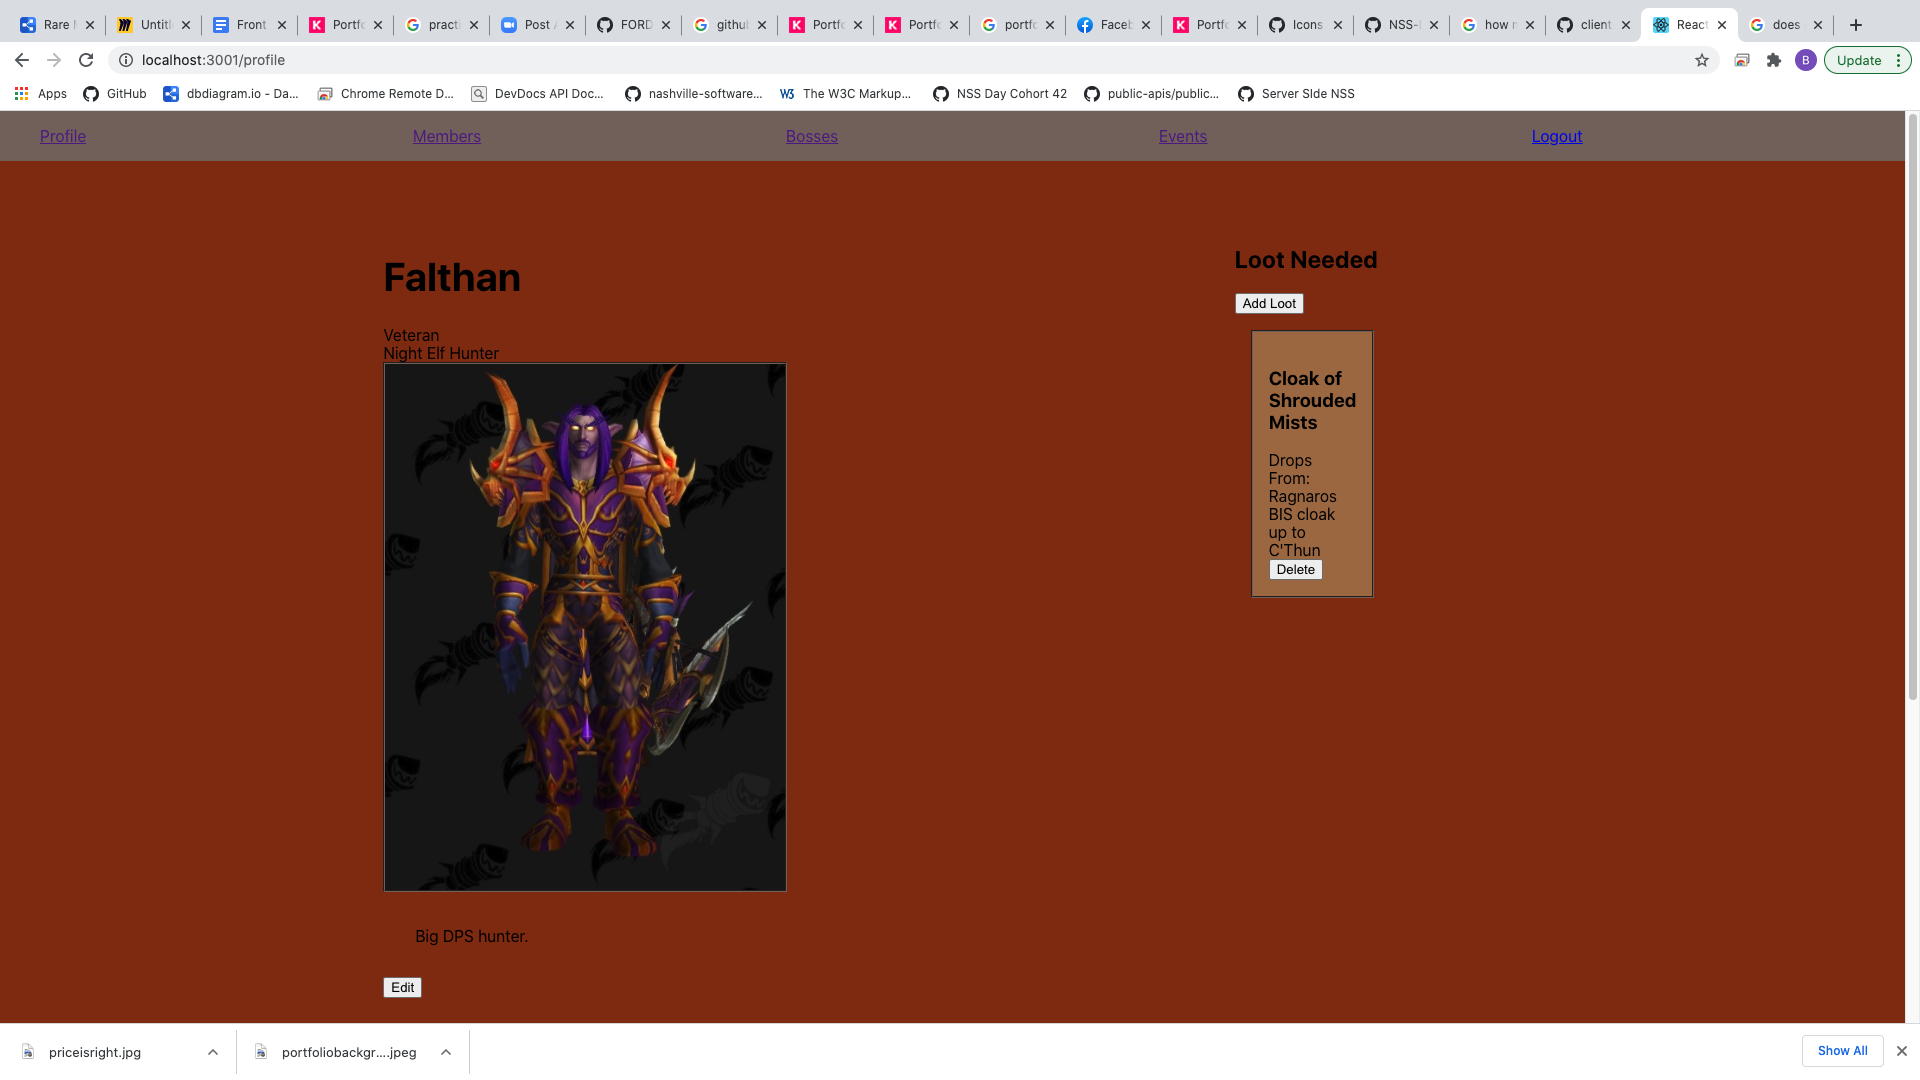 Rare M
Untitl
Front
Portfo
practi
Post A
FORD
githul
Portfo
Portfo
portfo
Faceb
Portfo
Icons
NSS-
how n
client
React
does
localhost:3001/profile
B
Update
Apps
GitHub
dbdiagram.io - Da...
Chrome Remote D...
DevDocs API Doc...
nashville-software...
W3 The W3C Markup...
NSS Day Cohort 42
public-apis/public...
Server SIde NSS
Profile
Members
Bosses
Events
Logout
Falthan
Veteran
Night Elf Hunter
Big DPS hunter.
Edit
Loot Needed
Add Loot
Cloak of
Shrouded
Mists
Drops
From:
Ragnaros
BIS cloak
up to
C'Thun
Delete
priceisright.jpg
portfoliobackgr....jpeg
Show All